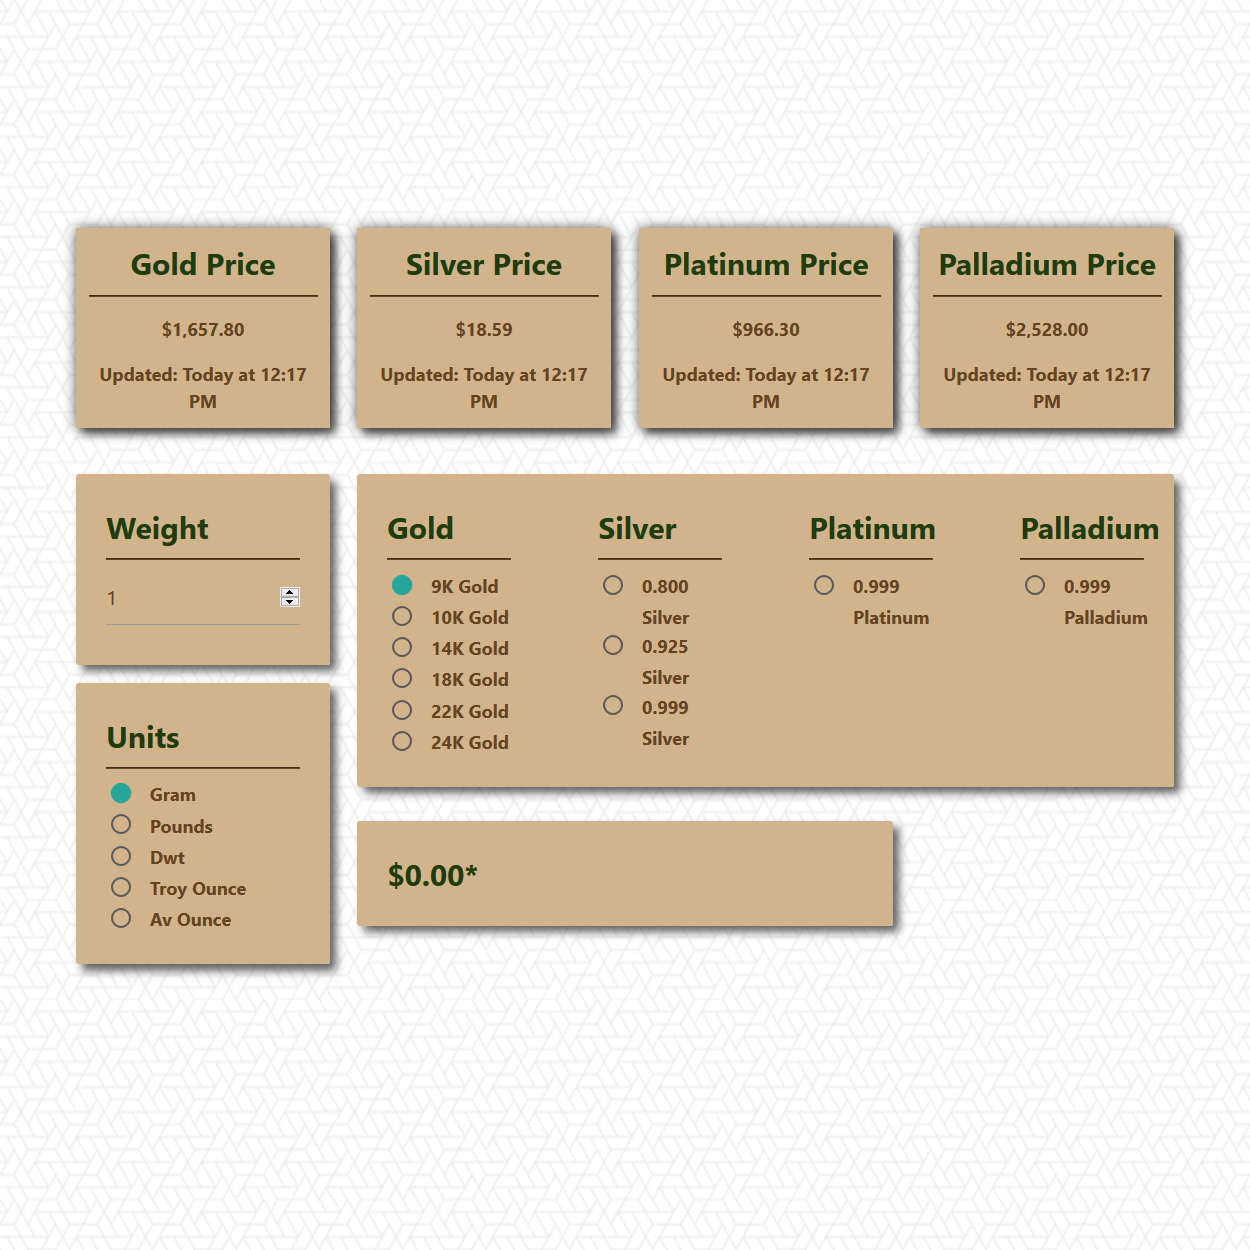 Gold Price
$1,657.80
Updated: Today at 12:17
PM
Silver Price
$18.59
Updated: Today at 12:17
PM
Platinum Price
$966.30
Updated: Today at 12:17
PM
Palladium Price
$2,528.00
Updated: Today at 12:17
PM
Weight
1
Units
Gram
Pounds
Dwt
Troy Ounce
Av Ounce
Gold
9K Gold
10K Gold
14K Gold
18K Gold
22K Gold
24K Gold
Silver
0.800
Silver
0.925
Silver
0.999
Silver
Platinum
0.999
Platinum
Palladium
0.999
Palladium
$0.00*